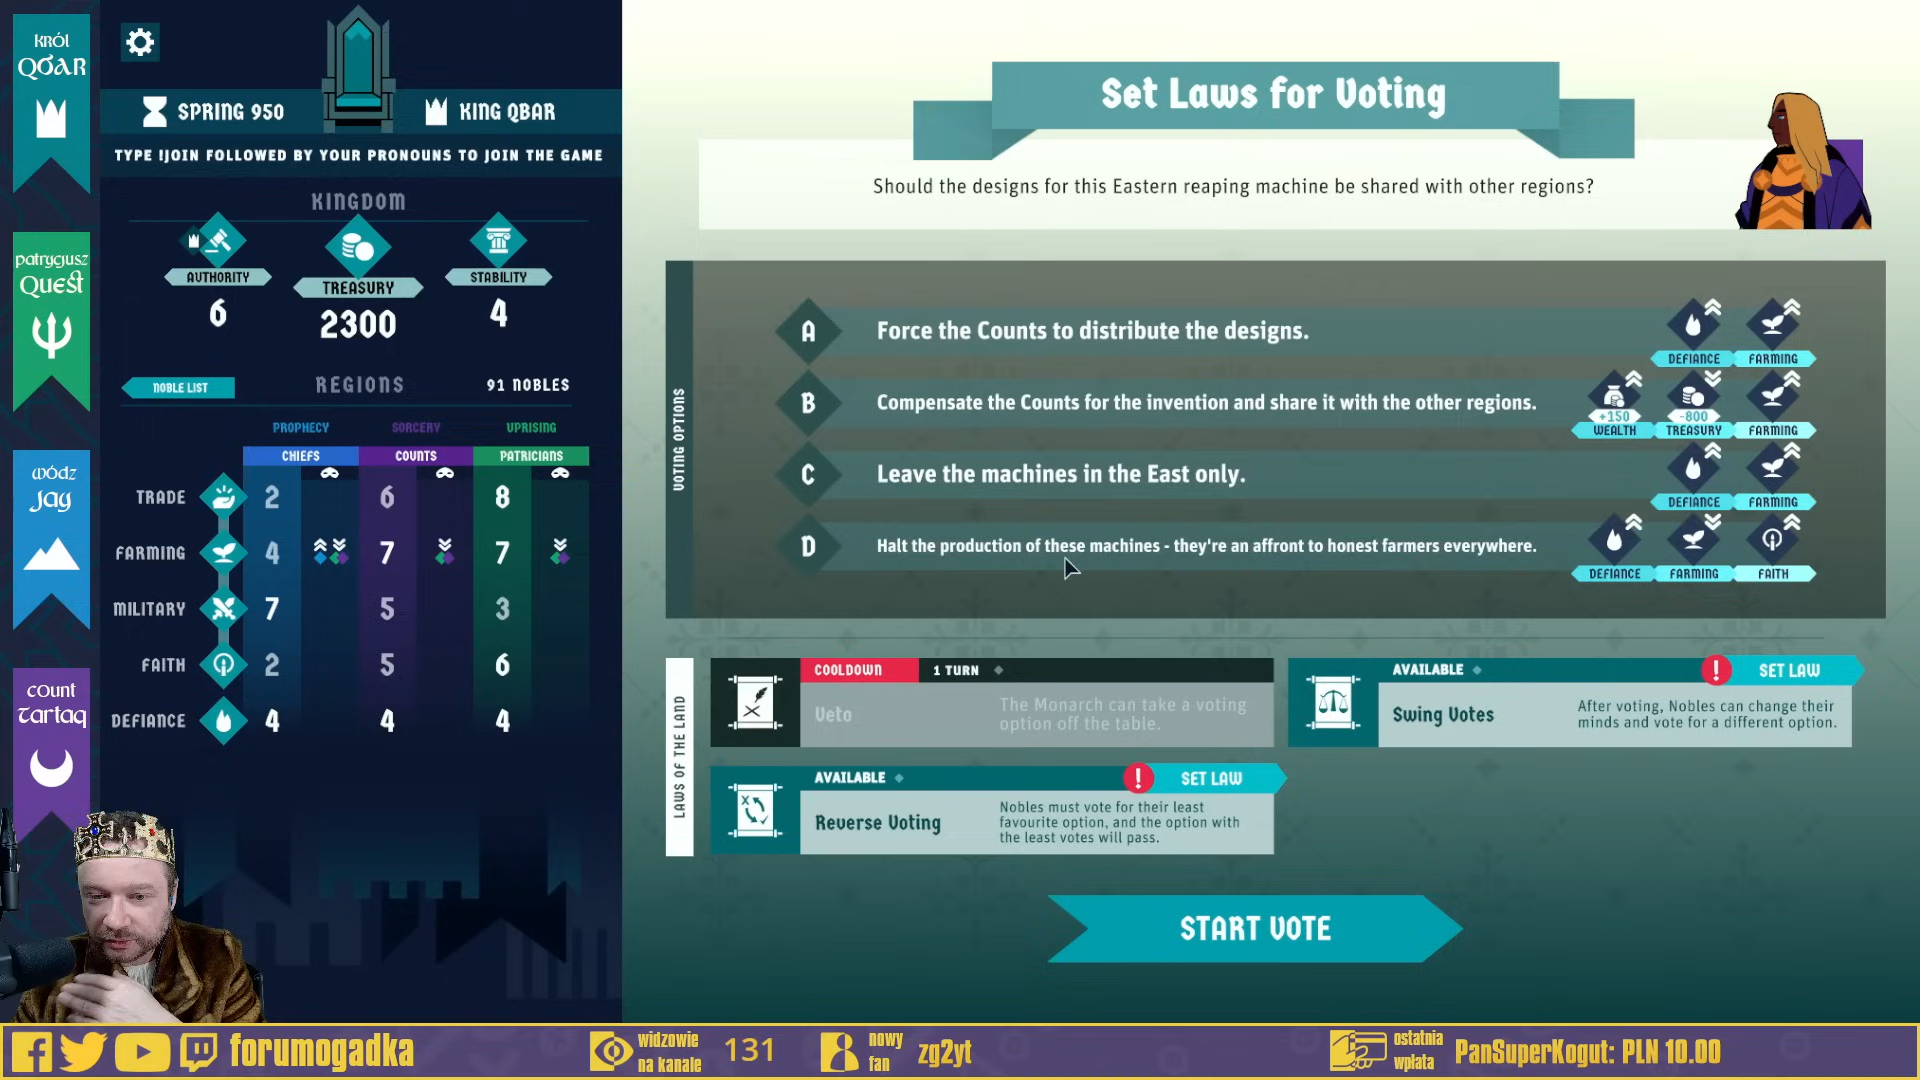 król
Qbar
patrycjusz
Quest
wódz
Jay
count
Tartaq
SPRING 950
KING QBAR
TYPE !JOIN FOLLOWED BY YOUR PRONOUNS TO JOIN THE GAME
KINGDOM
AUTHORITY
6
TREASURY
2300
STABILITY
4
NOBLE LIST
REGIONS
91 NOBLES
PROPHECY
SORCERY
UPRISING
CHIEFS
COUNTS
PATRICIANS
TRADE 2 6 8
FARMING 4 7 7
MILITARY 7 5 3
FAITH 2 5 6
DEFIANCE 4 4 4
Set Laws for Voting
Should the designs for this Eastern reaping machine be shared with other regions?
VOTING OPTIONS
A Force the Counts to distribute the designs.
DEFIANCE FARMING
B Compensate the Counts for the invention and share it with the other regions.
+150 -800
WEALTH TREASURY FARMING
C Leave the machines in the East only.
DEFIANCE FARMING
D Halt the production of these machines - they're an affront to honest farmers everywhere.
DEFIANCE FARMING FAITH
LAWS OF THE LAND
COOLDOWN 1 TURN
Veto
The Monarch can take a voting
option off the table.
AVAILABLE
! SET LAW
Swing Votes
After voting, Nobles can change their
minds and vote for a different option.
AVAILABLE
! SET LAW
Reverse Voting
Nobles must vote for their least
favourite option, and the option with
the least votes will pass.
START VOTE
forumogadka
widzowie
na kanale
131
nowy
fan
zg2yt
ostatnia
wpłata
PanSuperKogut: PLN 10.00